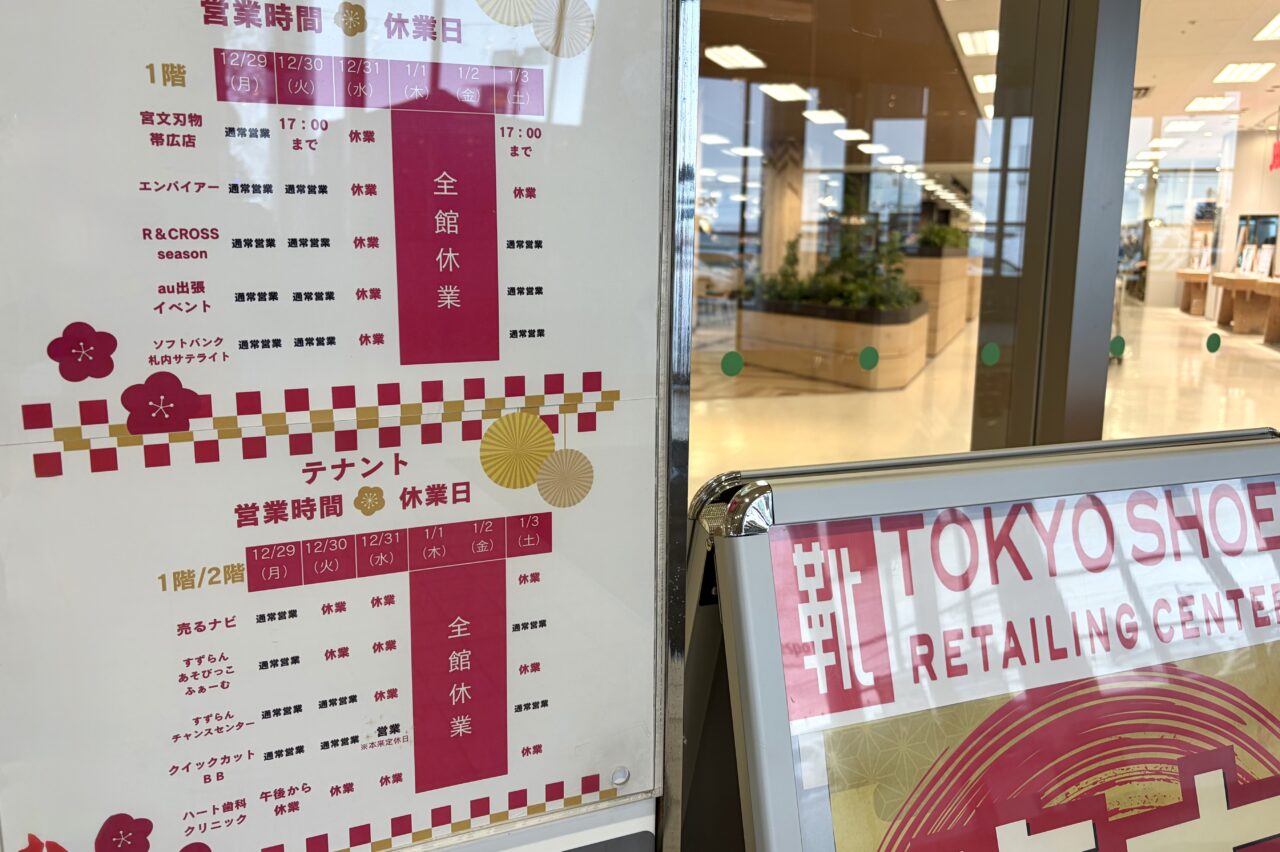 営業時間 休業日
1階 12/29 12/30 12/31 1/1 1/2 1/3
(月) (火) (水) (木) (金) (土)
宮文刃物
帯広店
通常営業 17:00 休業 17:00
まで まで
エンパイアー 通常営業 通常営業 休業 休業
R&CROSS
season
通常営業 通常営業 休業 通常営業
au出張
イベント
通常営業 通常営業 休業 通常営業
ソフトバンク
札内サテライト
通常営業 通常営業 休業 通常営業
全館休業
テナント
営業時間 休業日
1階/2階 12/29 12/30 12/31 1/1 1/2 1/3
(月) (火) (水) (木) (金) (土)
売るナビ 通常営業 休業 休業 休業
すずらん
あそびっこ
ふぁーむ
通常営業 休業 休業 通常営業
すずらん
チャンスセンター
通常営業 通常営業 休業 休業
クイックカット
BB
通常営業 通常営業 営業 通常営業
※本来定休日
ハート歯科
クリニック
午後から 休業 休業 休業
休業
全館休業
靴
TOKYO SHOE
RETAILING CENTER